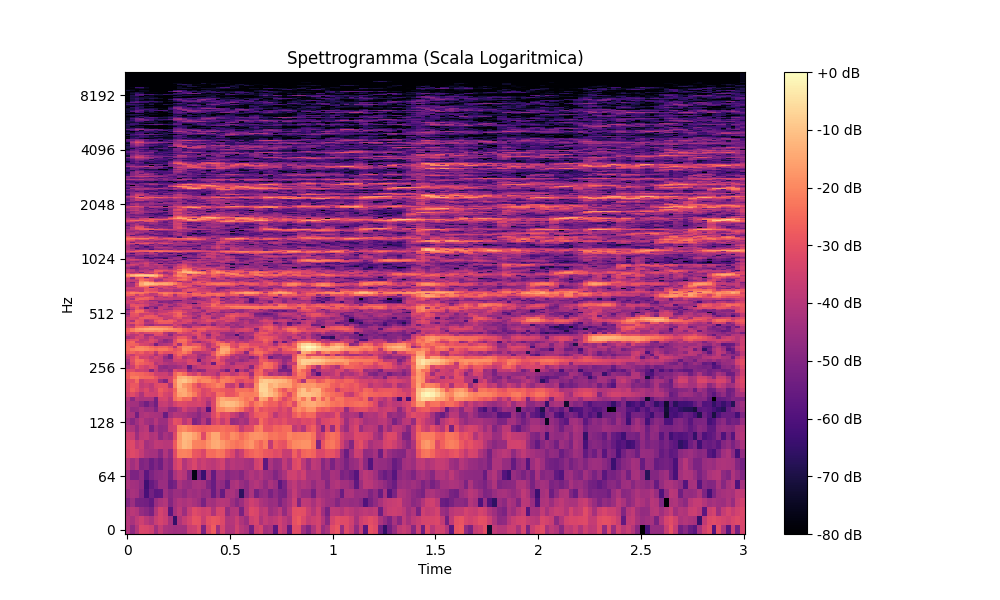 Spettrogramma (Scala Logaritmica)
Hz
8192
4096
2048
1024
512
256
128
64
0
0
0.5
1
1.5
2
2.5
3
Time
+0 dB
-10 dB
-20 dB
-30 dB
-40 dB
-50 dB
-60 dB
-70 dB
-80 dB